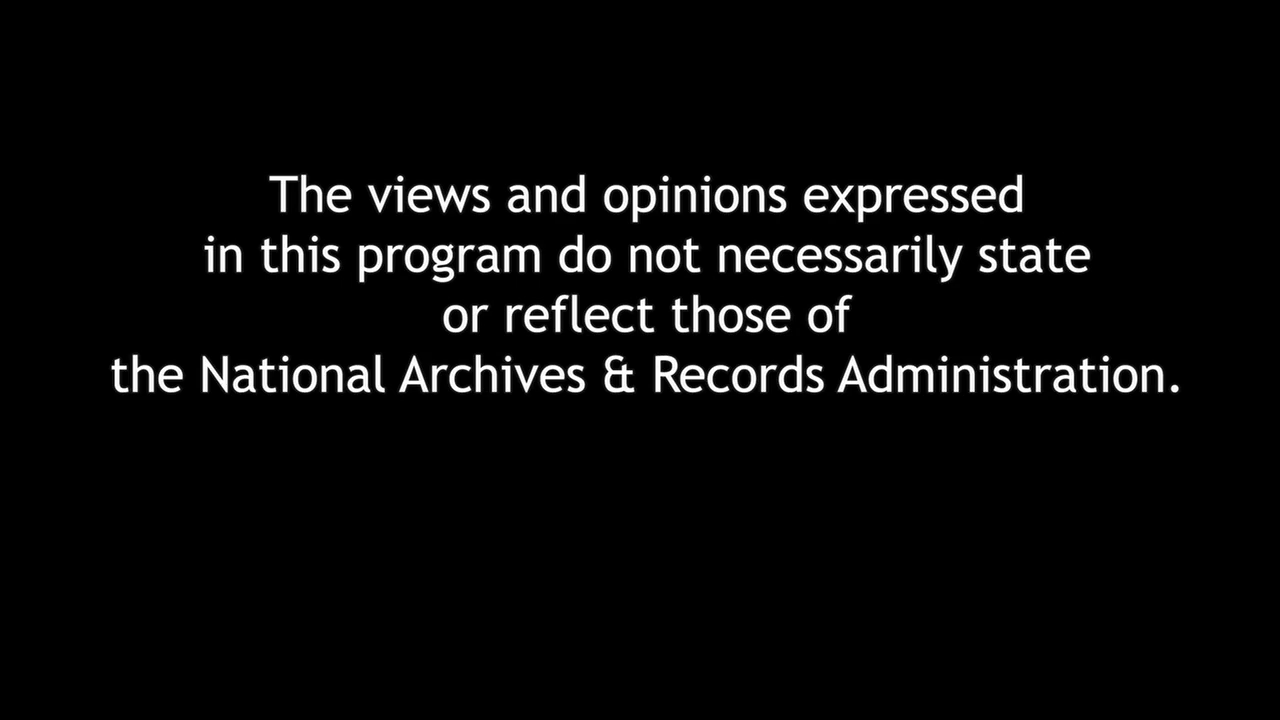 The views and opinions expressed
in this program do not necessarily state
or reflect those of
the National Archives & Records Administration.